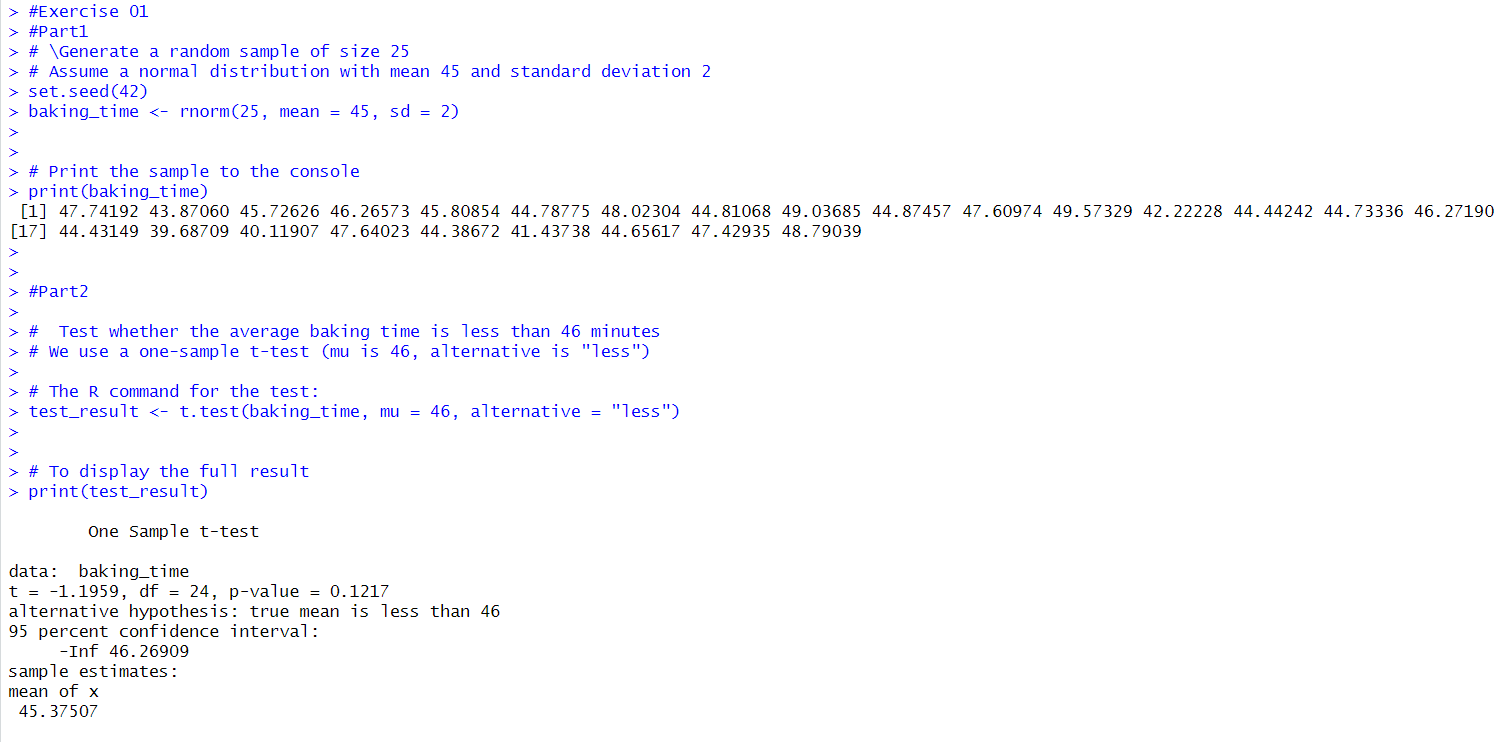 > #Exercise 01
> #Part1
> # \Generate a random sample of size 25
> # Assume a normal distribution with mean 45 and standard deviation 2
> set.seed(42)
> baking_time <- rnorm(25, mean = 45, sd = 2)
>
>
> # Print the sample to the console
> print(baking_time)
[1] 47.74192 43.87060 45.72626 46.26573 45.80854 44.78775 48.02304 44.81068 49.03685 44.87457 47.60974 49.57329 42.22228 44.44242 44.73336 46.27190
[17] 44.43149 39.68709 40.11907 47.64023 44.38672 41.43738 44.65617 47.42935 48.79039
>
>
> #Part2
>
> #  Test whether the average baking time is less than 46 minutes
> # We use a one-sample t-test (mu is 46, alternative is "less")
>
> # The R command for the test:
> test_result <- t.test(baking_time, mu = 46, alternative = "less")
>
>
> # To display the full result
> print(test_result)
One Sample t-test
data:  baking_time
t = -1.1959, df = 24, p-value = 0.1217
alternative hypothesis: true mean is less than 46
95 percent confidence interval:
-Inf 46.26909
sample estimates:
mean of x
45.37507